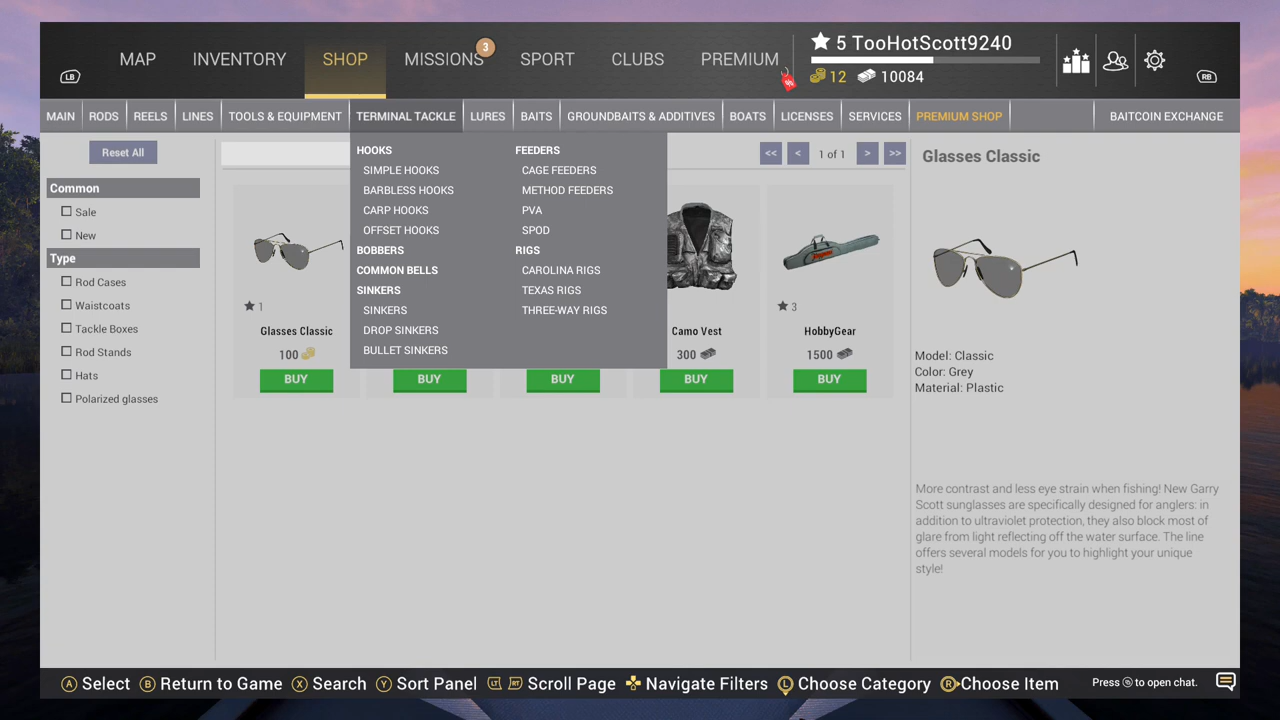 MAP INVENTORY SHOP MISSIONS 3 SPORT CLUBS PREMIUM
5 TooHotScott9240
12 10084
LB
RB
MAIN RODS REELS LINES TOOLS & EQUIPMENT TERMINAL TACKLE LURES BAITS GROUNDBAITS & ADDITIVES BOATS LICENSES SERVICES PREMIUM SHOP BAITCOIN EXCHANGE
Reset All
Common
Sale
New
Type
Rod Cases
Waistcoats
Tackle Boxes
Rod Stands
Hats
Polarized glasses
HOOKS
SIMPLE HOOKS
BARBLESS HOOKS
CARP HOOKS
OFFSET HOOKS
BOBBERS
COMMON BELLS
SINKERS
SINKERS
DROP SINKERS
BULLET SINKERS
FEEDERS
CAGE FEEDERS
METHOD FEEDERS
PVA
SPOD
RIGS
CAROLINA RIGS
TEXAS RIGS
THREE-WAY RIGS
<< < 1 of 1 > >>
1
Glasses Classic
100
BUY
BUY
BUY
Camo Vest
300
BUY
3
HobbyGear
1500
BUY
Glasses Classic
Model: Classic
Color: Grey
Material: Plastic
More contrast and less eye strain when fishing! New Garry
Scott sunglasses are specifically designed for anglers: in
addition to ultraviolet protection, they also block most of
glare from light reflecting off the water surface. The line
offers several models for you to highlight your unique
style!
A Select B Return to Game X Search Y Sort Panel LT RT Scroll Page Navigate Filters L Choose Category R Choose Item Press to open chat.